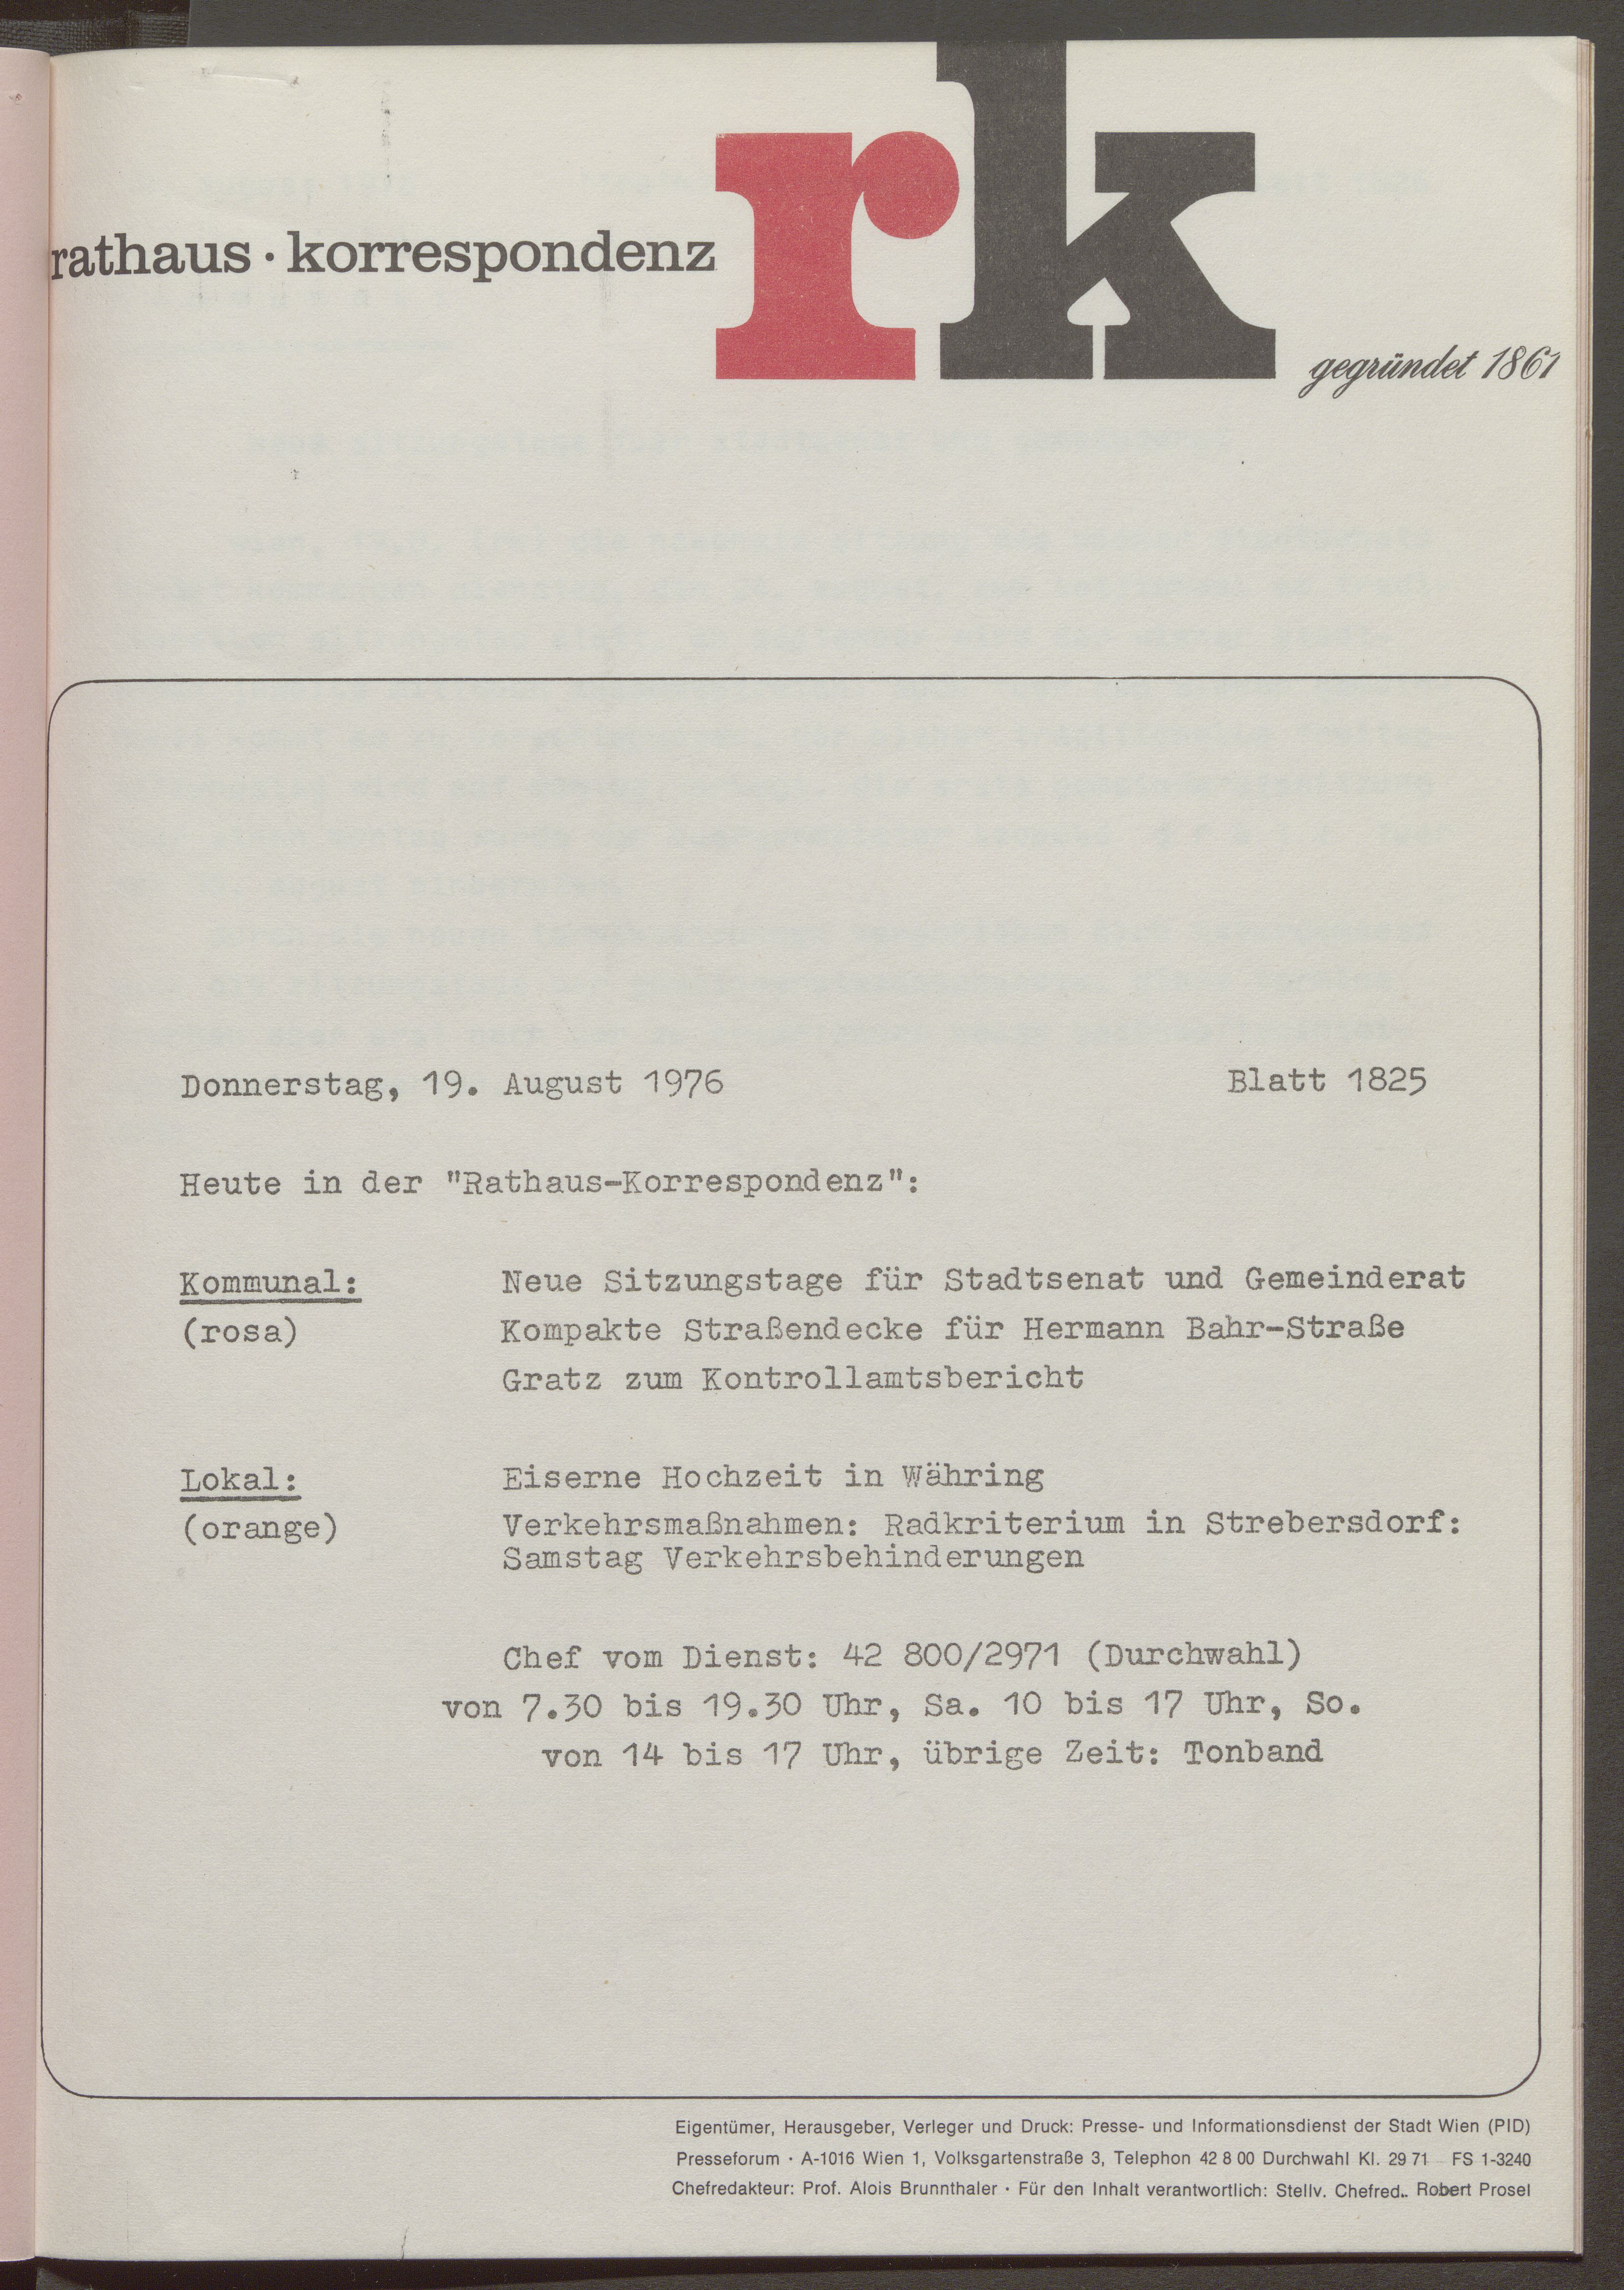 rathaus · korrespondenz
rk
gegründet 1861
Donnerstag, 19. August 1976 Blatt 1825
Heute in der "Rathaus-Korrespondenz":
Kommunal: Neue Sitzungstage für Stadtsenat und Gemeinderat
(rosa) Kompakte Straßendecke für Hermann Bahr-Straße
Gratz zum Kontrollamtsbericht
Lokal: Eiserne Hochzeit in Währing
(orange) Verkehrsmaßnahmen: Radkriterium in Strebersdorf:
Samstag Verkehrsbehinderungen
Chef vom Dienst: 42 800/2971 (Durchwahl)
von 7.30 bis 19.30 Uhr, Sa. 10 bis 17 Uhr, So.
von 14 bis 17 Uhr, übrige Zeit: Tonband
Eigentümer, Herausgeber, Verleger und Druck: Presse- und Informationsdienst der Stadt Wien (PID)
Presseforum · A-1016 Wien 1, Volksgartenstraße 3, Telephon 42 8 00 Durchwahl Kl. 29 71 – FS 1-3240
Chefredakteur: Prof. Alois Brunnthaler · Für den Inhalt verantwortlich: Stellv. Chefred.. Robert Prosel